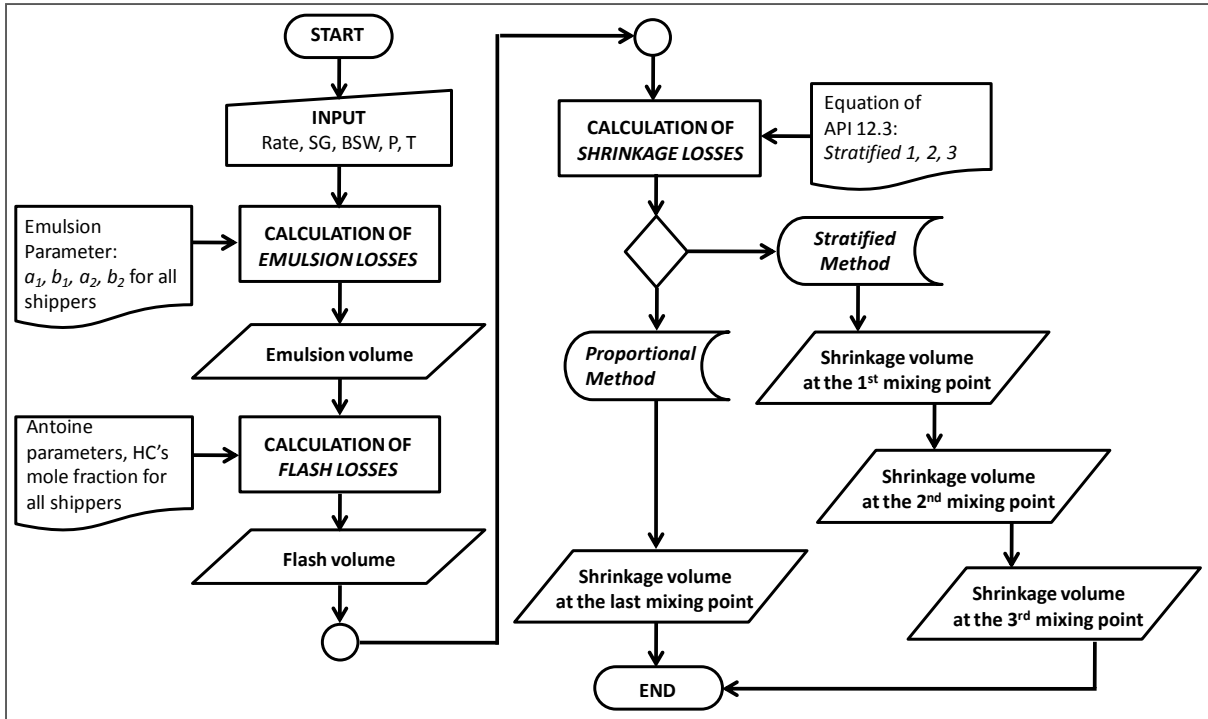 START
INPUT
Rate, SG, BSW, P, T
Emulsion
Parameter:
a1, b1, a2, b2 for all
shippers
CALCULATION OF
EMULSION LOSSES
Emulsion volume
Antoine
parameters, HC's
mole fraction for
all shippers
CALCULATION OF
FLASH LOSSES
Flash volume
CALCULATION OF
SHRINKAGE LOSSES
Equation of
API 12.3:
Stratified 1, 2, 3
Stratified
Method
Proportional
Method
Shrinkage volume
at the 1st mixing point
Shrinkage volume
at the 2nd mixing point
Shrinkage volume
at the last mixing point
Shrinkage volume
at the 3rd mixing point
END